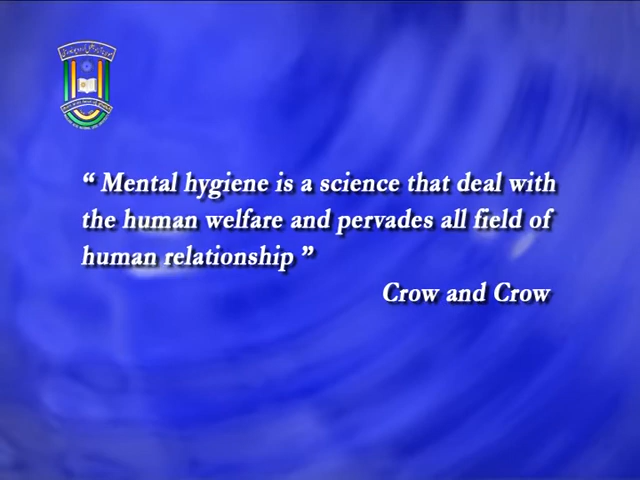 “ Mental hygiene is a science that deal with
the human welfare and pervades all field of
human relationship ”
Crow and Crow